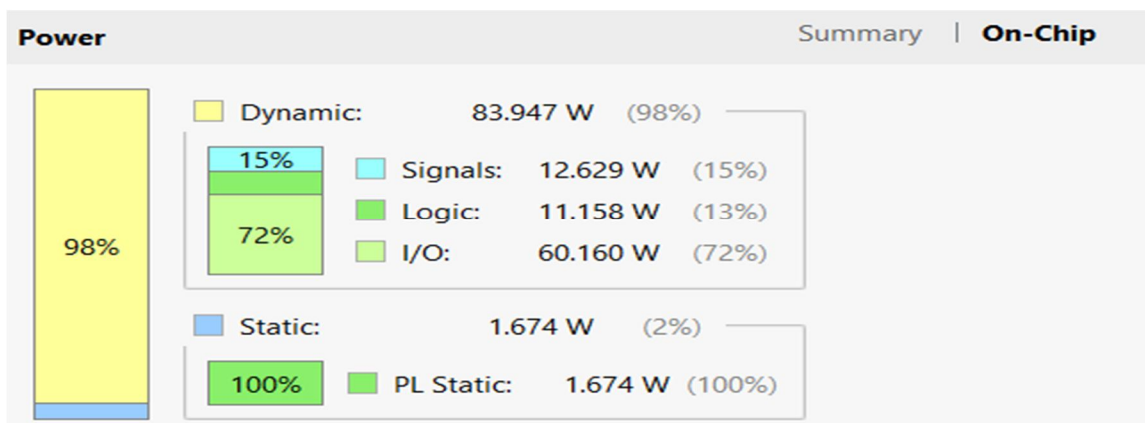 Power Summary | On-Chip
Dynamic: 83.947 W (98%)
15% Signals: 12.629 W (15%)
Logic: 11.158 W (13%)
72% I/O: 60.160 W (72%)
98%
Static: 1.674 W (2%)
100% PL Static: 1.674 W (100%)